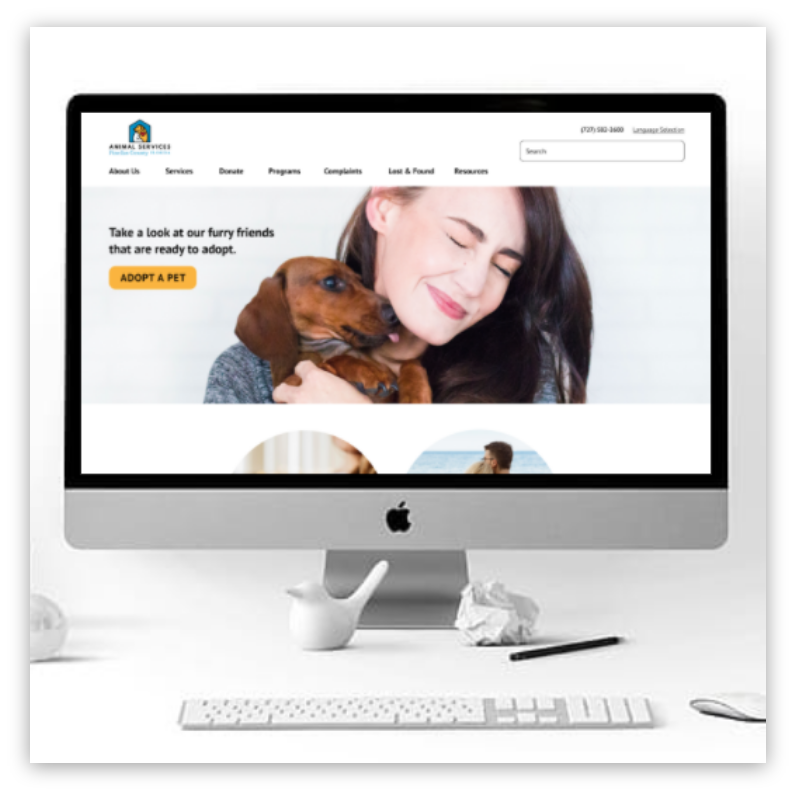 ANIMAL SERVICES
(727) 582-2600 Language Selection
Search
About Us Services Donate Programs Complaints Lost & Found Resources
Take a look at our furry friends
that are ready to adopt.
ADOPT A PET